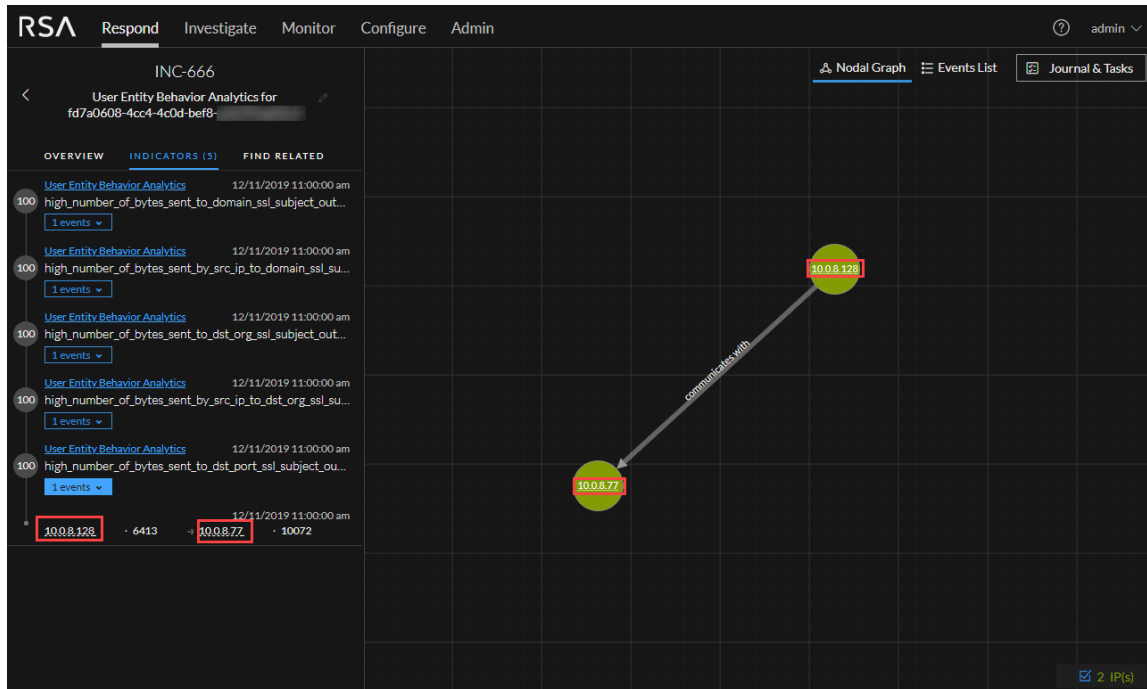 RSA Respond Investigate Monitor Configure Admin admin
INC-666
User Entity Behavior Analytics for
fd7a0608-4cc4-4c0d-bef8-
OVERVIEW INDICATORS (5) FIND RELATED
User Entity Behavior Analytics 12/11/2019 11:00:00 am
100 high_number_of_bytes_sent_to_domain_ssl_subject_out...
1 events
User Entity Behavior Analytics 12/11/2019 11:00:00 am
100 high_number_of_bytes_sent_by_src_ip_to_domain_ssl_su...
1 events
User Entity Behavior Analytics 12/11/2019 11:00:00 am
100 high_number_of_bytes_sent_to_dst_org_ssl_subject_out...
1 events
User Entity Behavior Analytics 12/11/2019 11:00:00 am
100 high_number_of_bytes_sent_by_src_ip_to_dst_org_ssl_su...
1 events
User Entity Behavior Analytics 12/11/2019 11:00:00 am
100 high_number_of_bytes_sent_to_dst_port_ssl_subject_ou...
1 events
12/11/2019 11:00:00 am
10.0.8.128 · 6413 → 10.0.8.77 · 10072
Nodal Graph Events List Journal & Tasks
10.0.8.128
communicates with
10.0.8.77
2 IP(s)